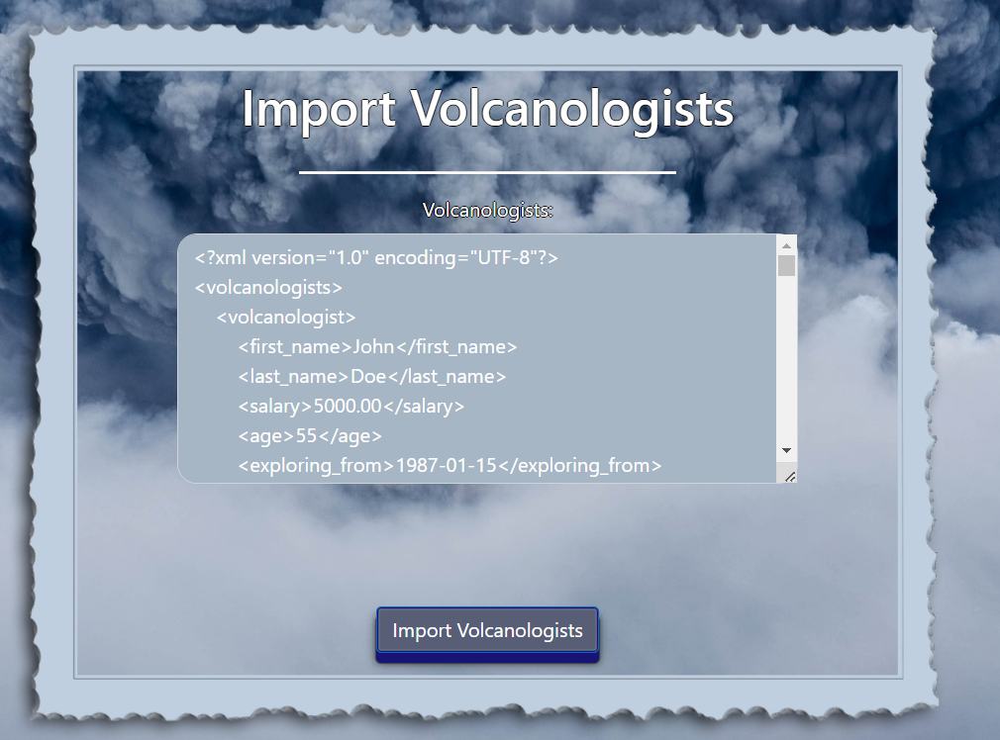 Import Volcanologists
Volcanologists:
<?xml version="1.0" encoding="UTF-8"?>
<volcanologists>
<volcanologist>
<first_name>John</first_name>
<last_name>Doe</last_name>
<salary>5000.00</salary>
<age>55</age>
<exploring_from>1987-01-15</exploring_from>
Import Volcanologists